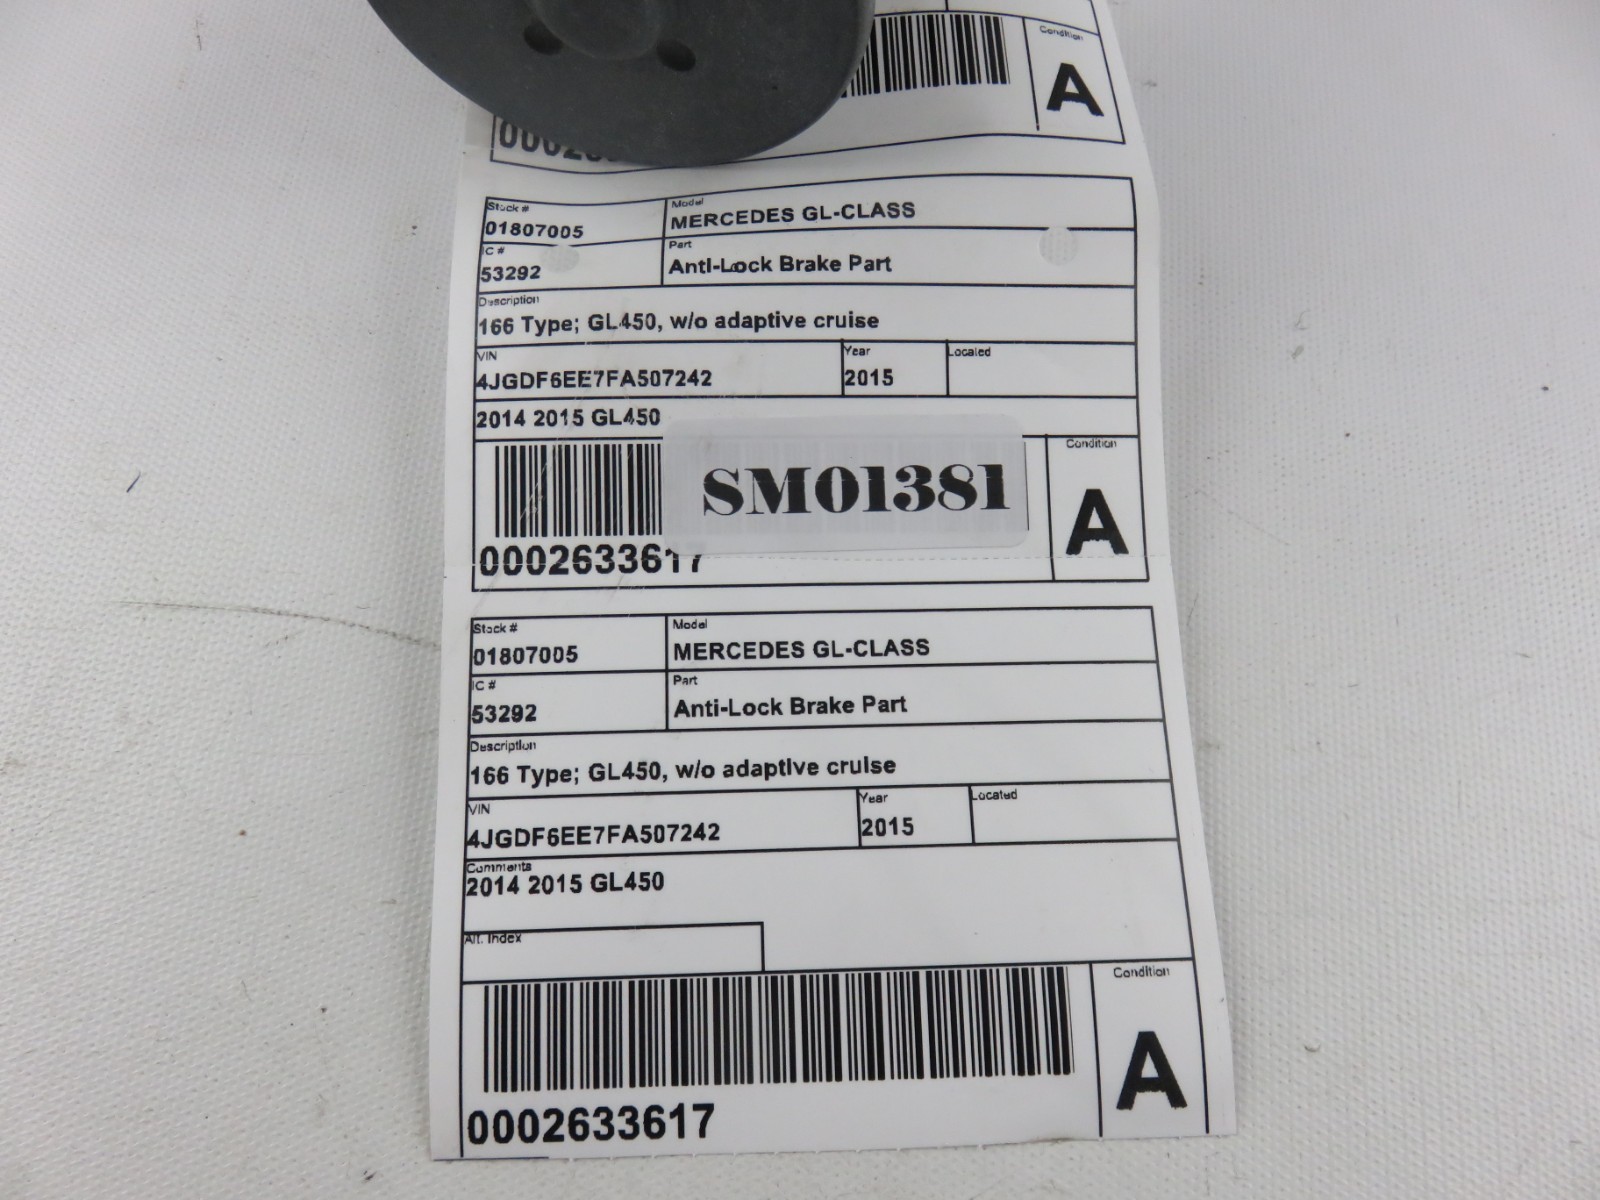 Condition
A
Stock #
01807005
Model
MERCEDES GL-CLASS
IC #
53292
Part
Anti-Lock Brake Part
Description
166 Type; GL450, w/o adaptive cruise
VIN
4JGDF6EE7FA507242
Year
2015
Located
2014 2015 GL450
SM01381
Condition
A
0002633617
Stock #
01807005
Model
MERCEDES GL-CLASS
IC #
53292
Part
Anti-Lock Brake Part
Description
166 Type; GL450, w/o adaptive cruise
VIN
4JGDF6EE7FA507242
Year
2015
Located
Comments
2014 2015 GL450
Alt. Index
Condition
A
0002633617